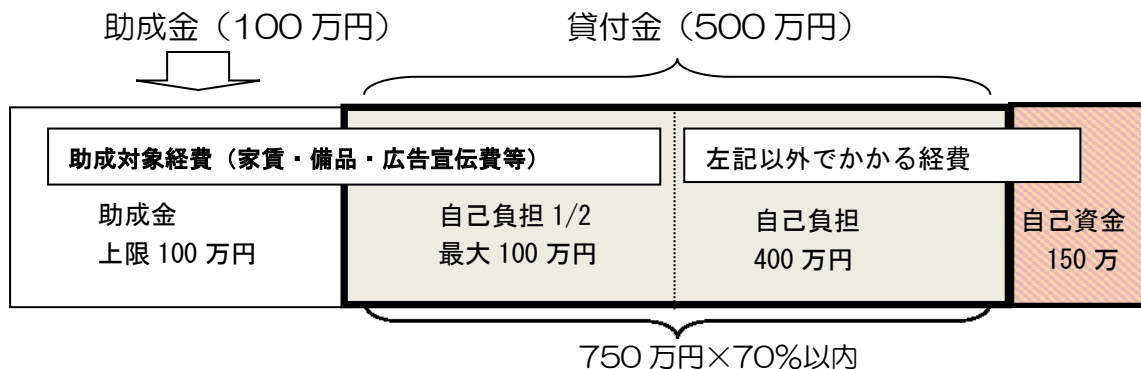 助成金（100 万円）
貸付金（500 万円）
助成対象経費（家賃・備品・広告宣伝費等）
左記以外でかかる経費
助成金
上限 100 万円
自己負担 1/2
最大 100 万円
自己負担
400 万円
自己資金
150 万
750 万円×70％以内